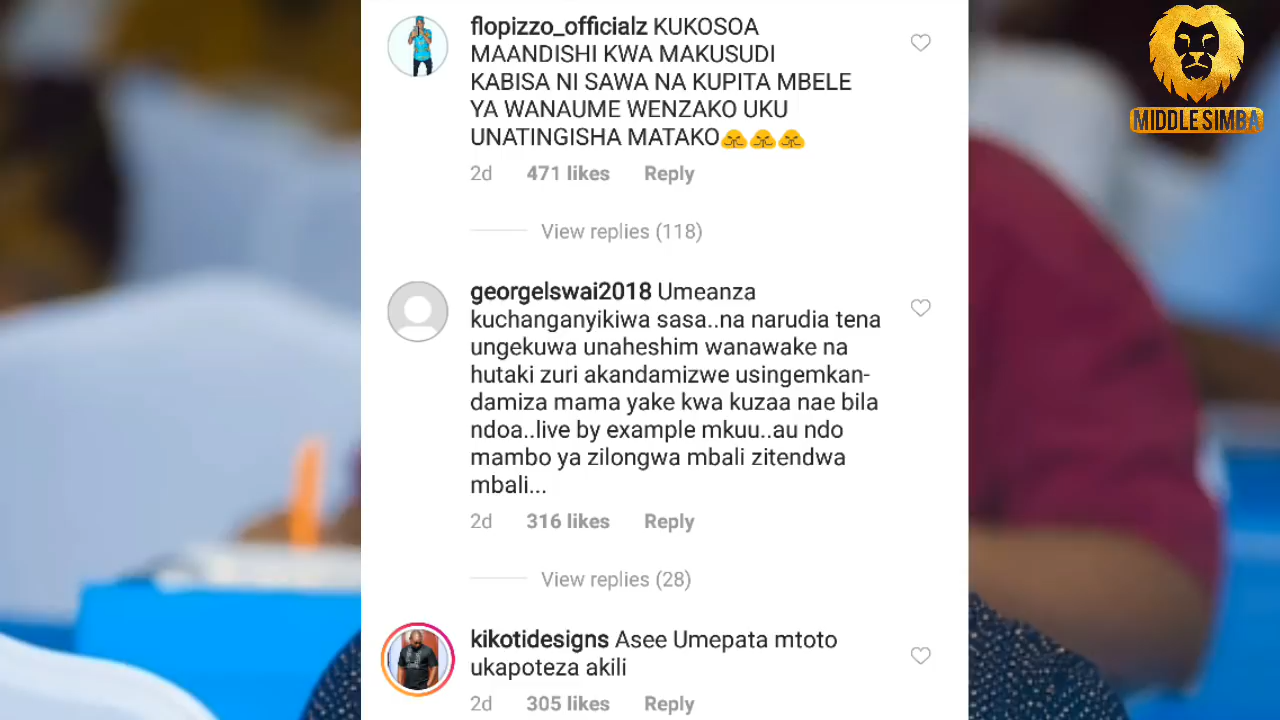 flopizzo_officialz KUKOSOA
MAANDISHI KWA MAKUSUDI
KABISA NI SAWA NA KUPITA MBELE
YA WANAUME WENZAKO UKU
UNATINGISHA MATAKO
2d 471 likes Reply
View replies (118)
georgelswai2018 Umeanza
kuchanganyikiwa sasa..na narudia tena
ungekuwa unaheshim wanawake na
hutaki zuri akandamizwe usingemkan-
damiza mama yake kwa kuzaa nae bila
ndoa..live by example mkuu..au ndo
mambo ya zilongwa mbali zitendwa
mbali...
2d 316 likes Reply
View replies (28)
kikotidesigns Asee Umepata mtoto
ukapoteza akili
2d 305 likes Reply
MIDDLE SIMBA